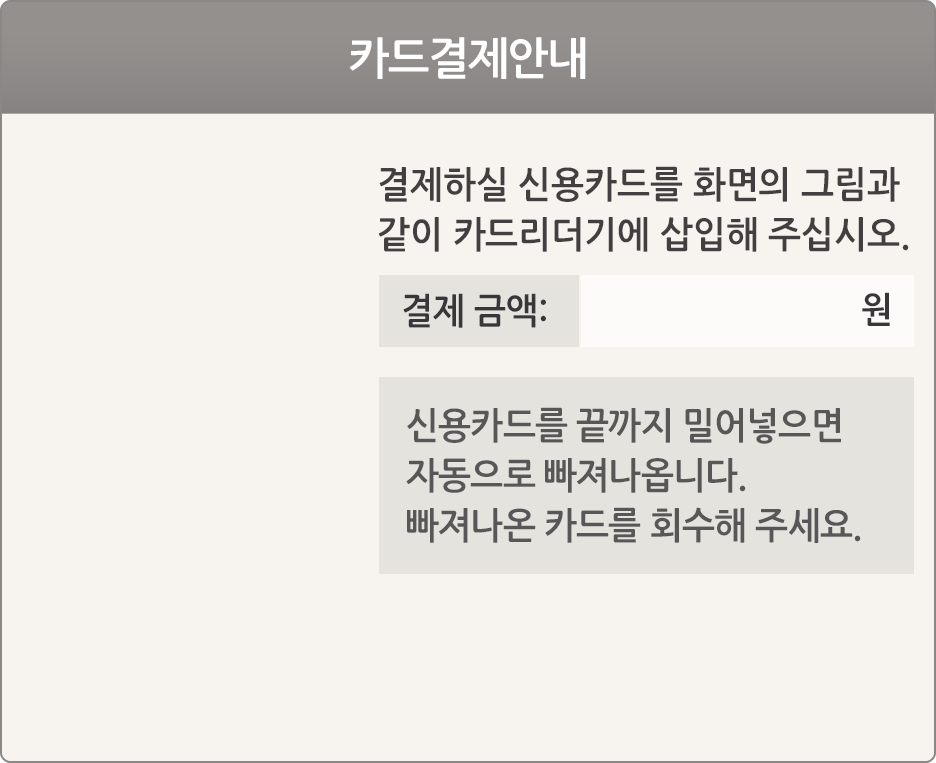 카드결제안내
결제하실 신용카드를 화면의 그림과
같이 카드리더기에 삽입해 주십시오.
결제 금액: 원
신용카드를 끝까지 밀어넣으면
자동으로 빠져나옵니다.
빠져나온 카드를 회수해 주세요.